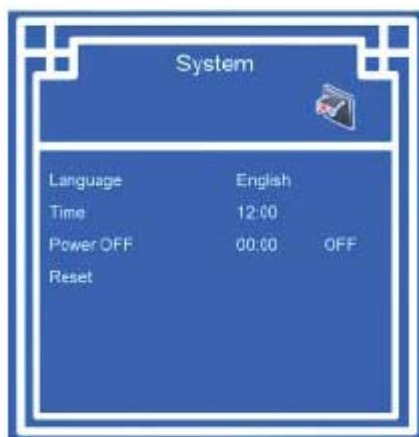 System
Language English
Time 12:00
Power OFF 00:00 OFF
Reset